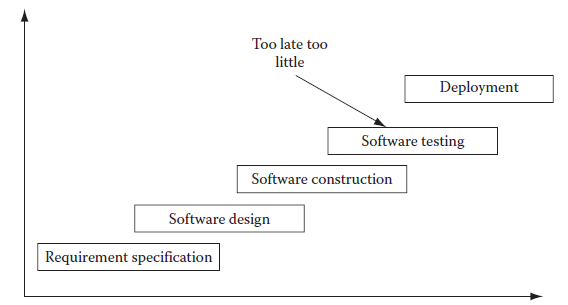 Too late too
little
Deployment
Software testing
Software construction
Software design
Requirement specification